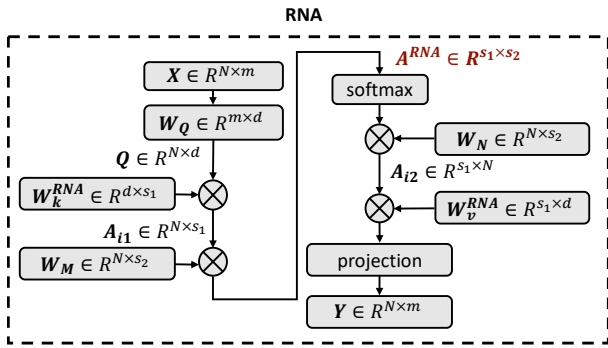 RNA
X ∈ R^{N×m}
W_Q ∈ R^{m×d}
Q ∈ R^{N×d}
W_k^{RNA} ∈ R^{d×s_1}
A_{i1} ∈ R^{N×s_1}
W_M ∈ R^{N×s_2}
A^{RNA} ∈ R^{s_1×s_2}
softmax
W_N ∈ R^{N×s_2}
A_{i2} ∈ R^{s_1×N}
W_v^{RNA} ∈ R^{s_1×d}
projection
Y ∈ R^{N×m}